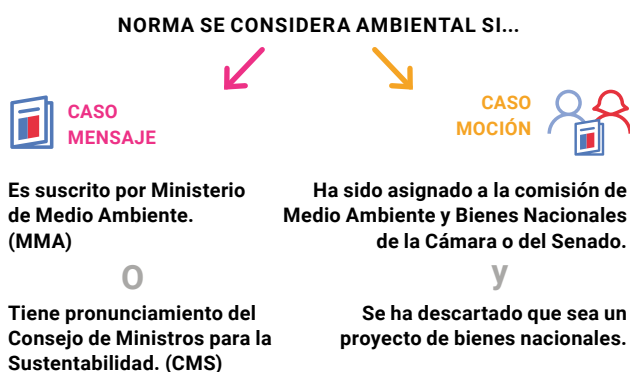 NORMA SE CONSIDERA AMBIENTAL SI...
CASO
MENSAJE
Es suscrito por Ministerio
de Medio Ambiente.
(MMA)
O
Tiene pronunciamiento del
Consejo de Ministros para la
Sustentabilidad. (CMS)
CASO
MOCIÓN
Ha sido asignado a la comisión de
Medio Ambiente y Bienes Nacionales
de la Cámara o del Senado.
y
Se ha descartado que sea un
proyecto de bienes nacionales.